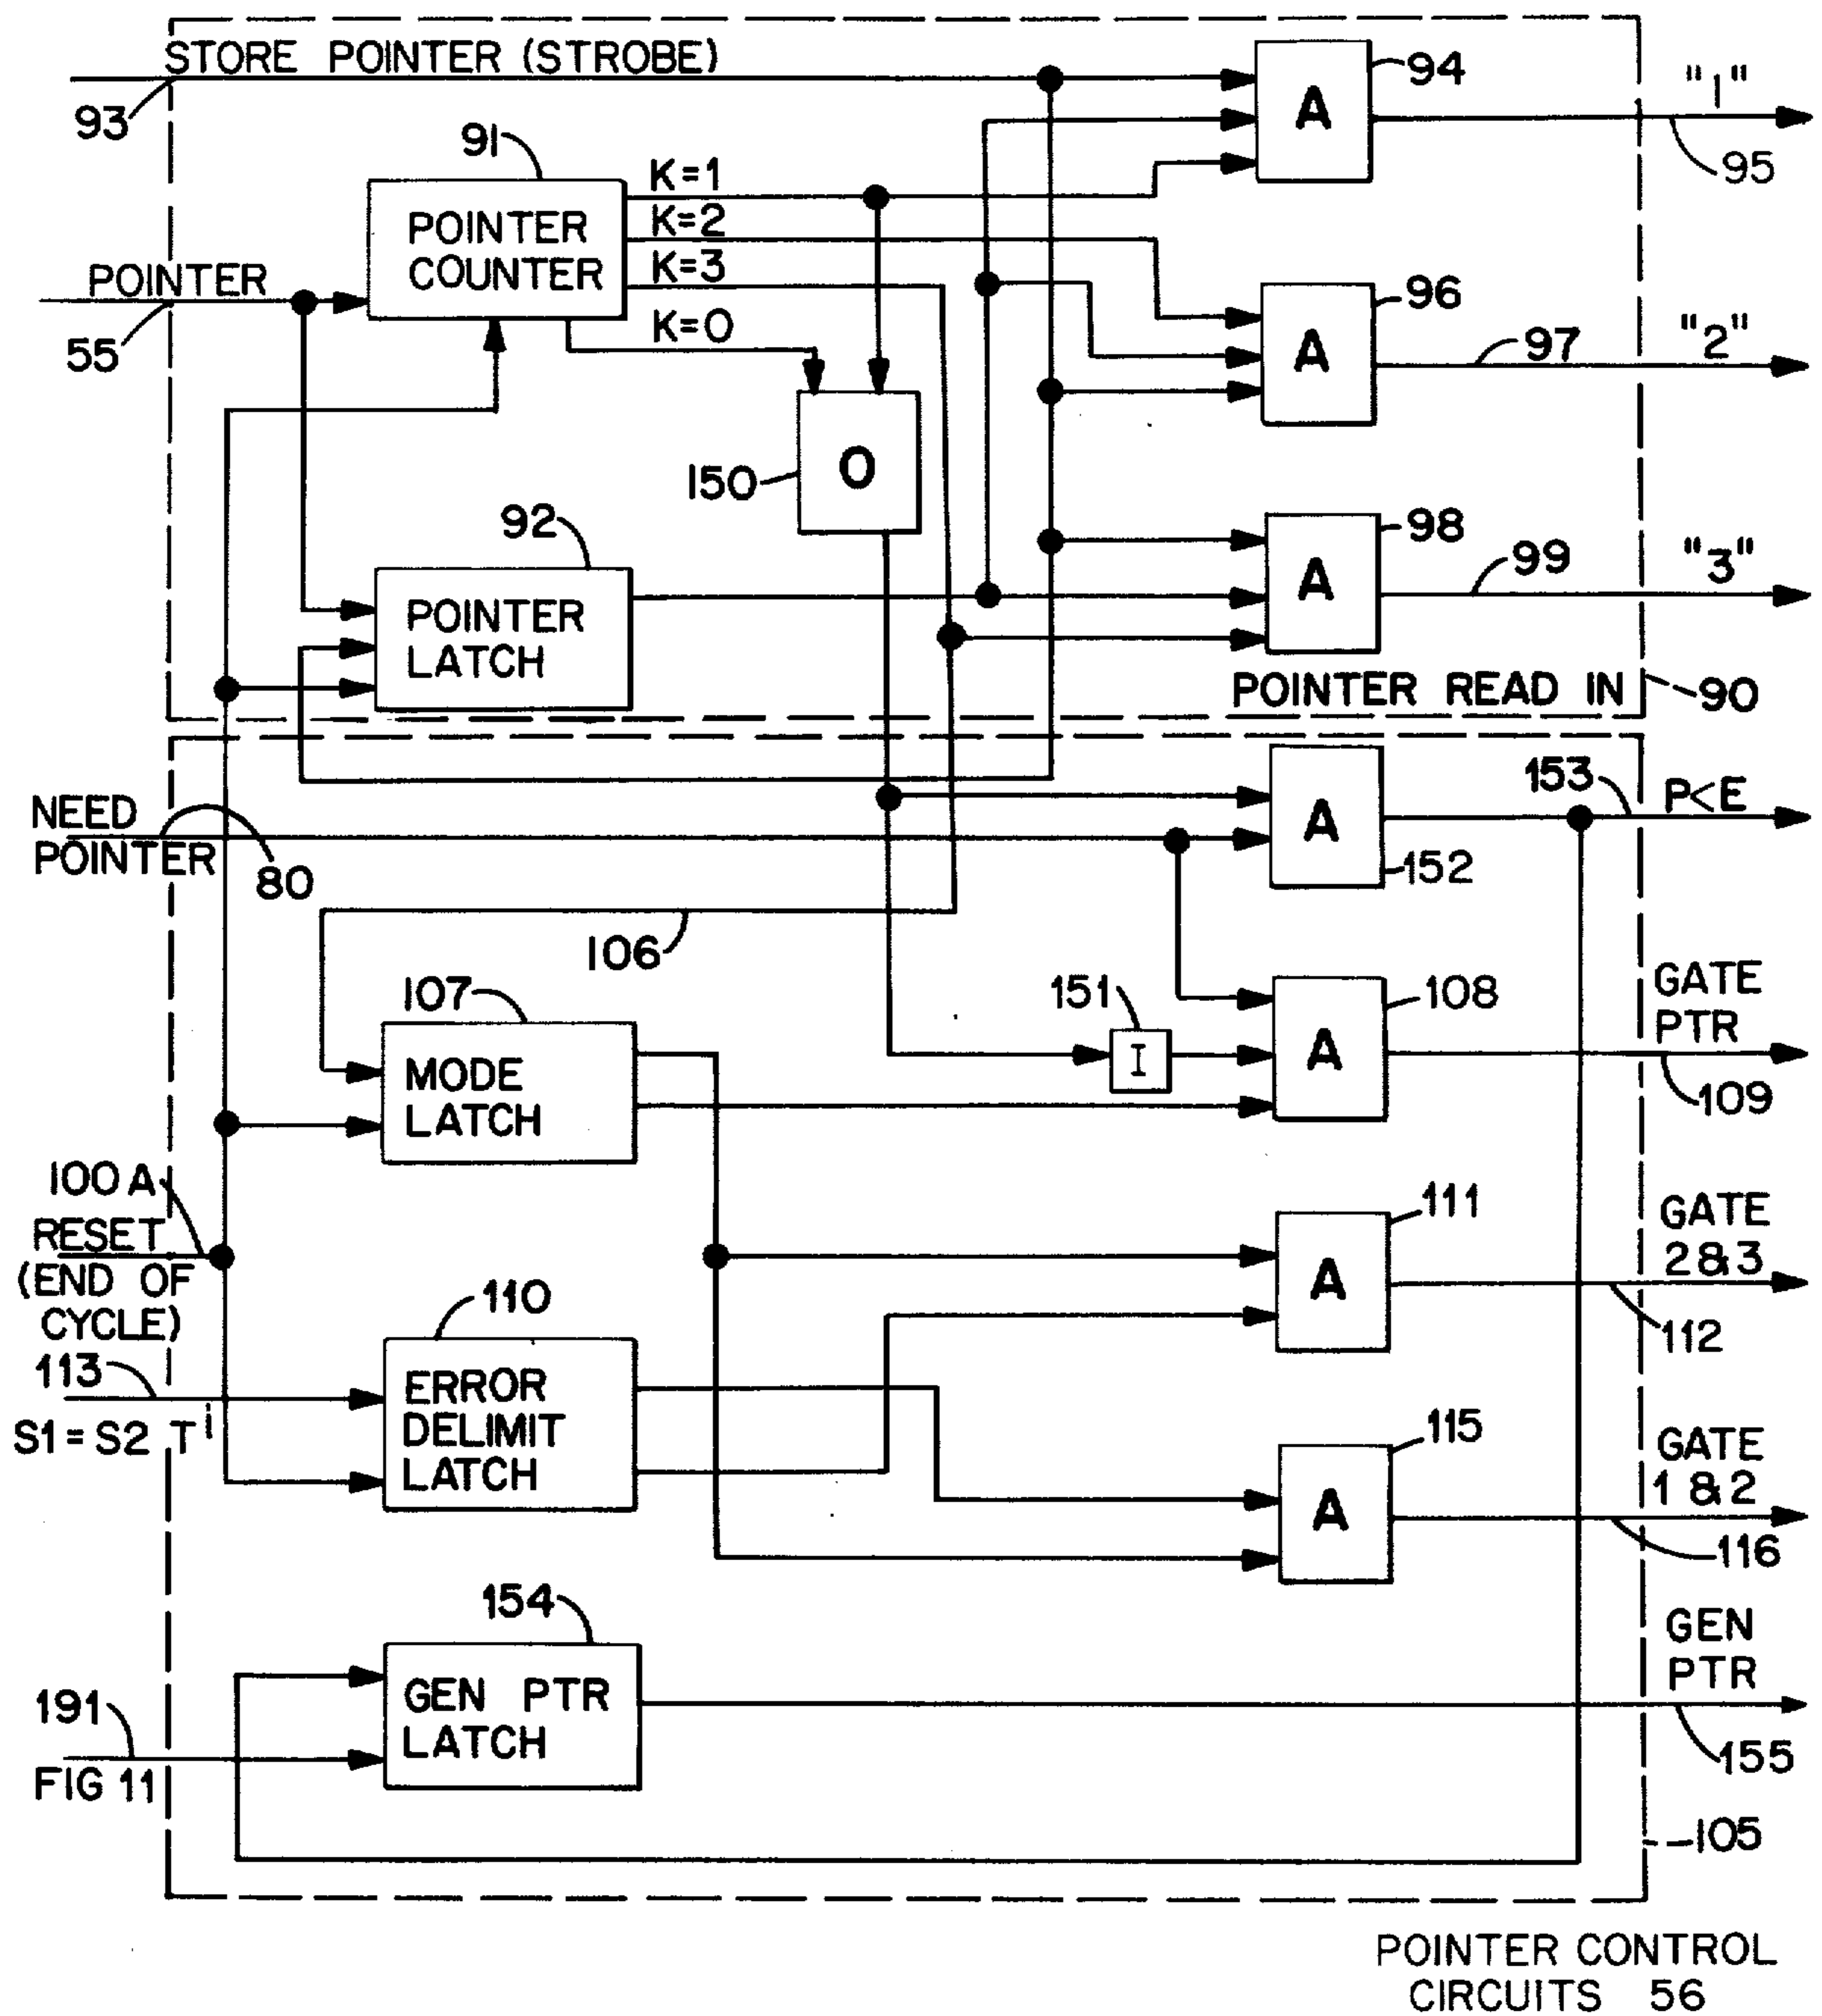 STORE POINTER (STROBE)
93
94
A
"1"
95
91
K=1
K=2
K=3
K=0
POINTER
COUNTER
POINTER
55
96
A
97
"2"
150
O
92
98
A
99
"3"
POINTER
LATCH
POINTER READ IN
90
NEED
POINTER
80
153
P<E
A
152
106
107
MODE
LATCH
151
I
108
A
GATE
PTR
109
100A
RESET
(END OF
CYCLE)
111
A
GATE
2&3
112
110
113
S1=S2 T^i
ERROR
DELIMIT
LATCH
115
A
GATE
1&2
116
154
GEN PTR
LATCH
GEN
PTR
155
191
FIG 11
105
POINTER CONTROL
CIRCUITS 56